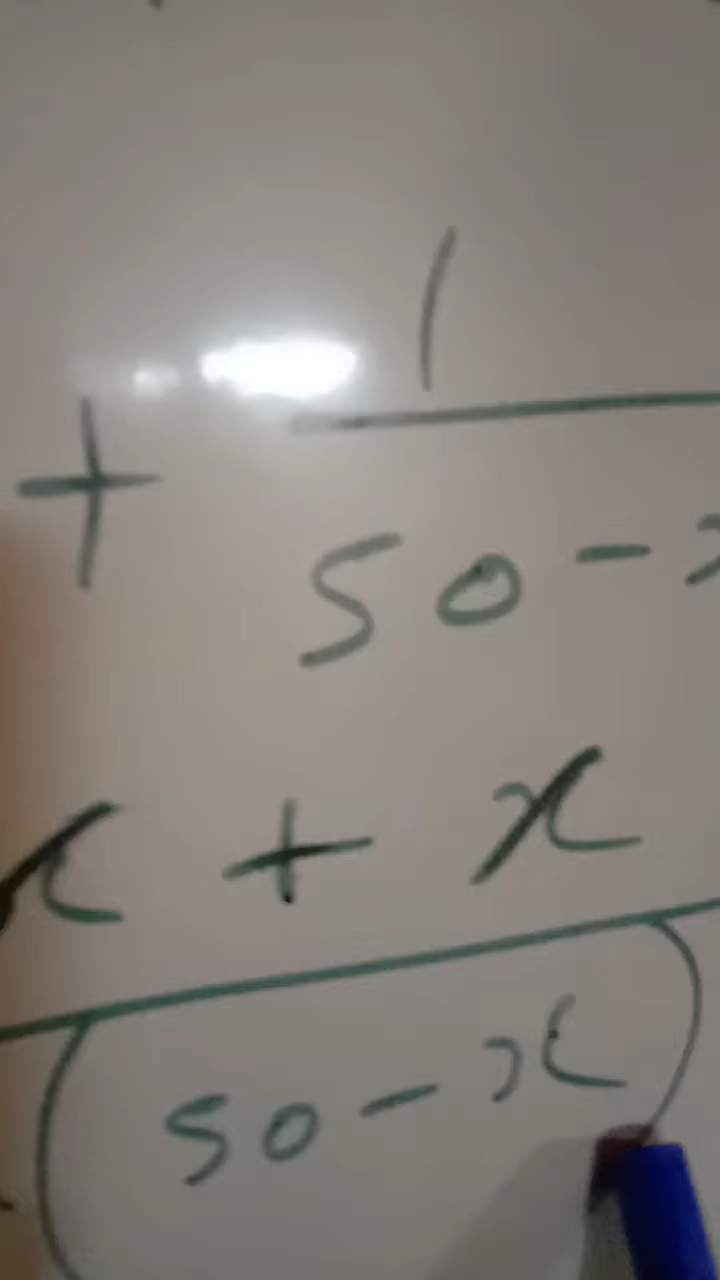 + 1
50 -
x + x
(50 - x)